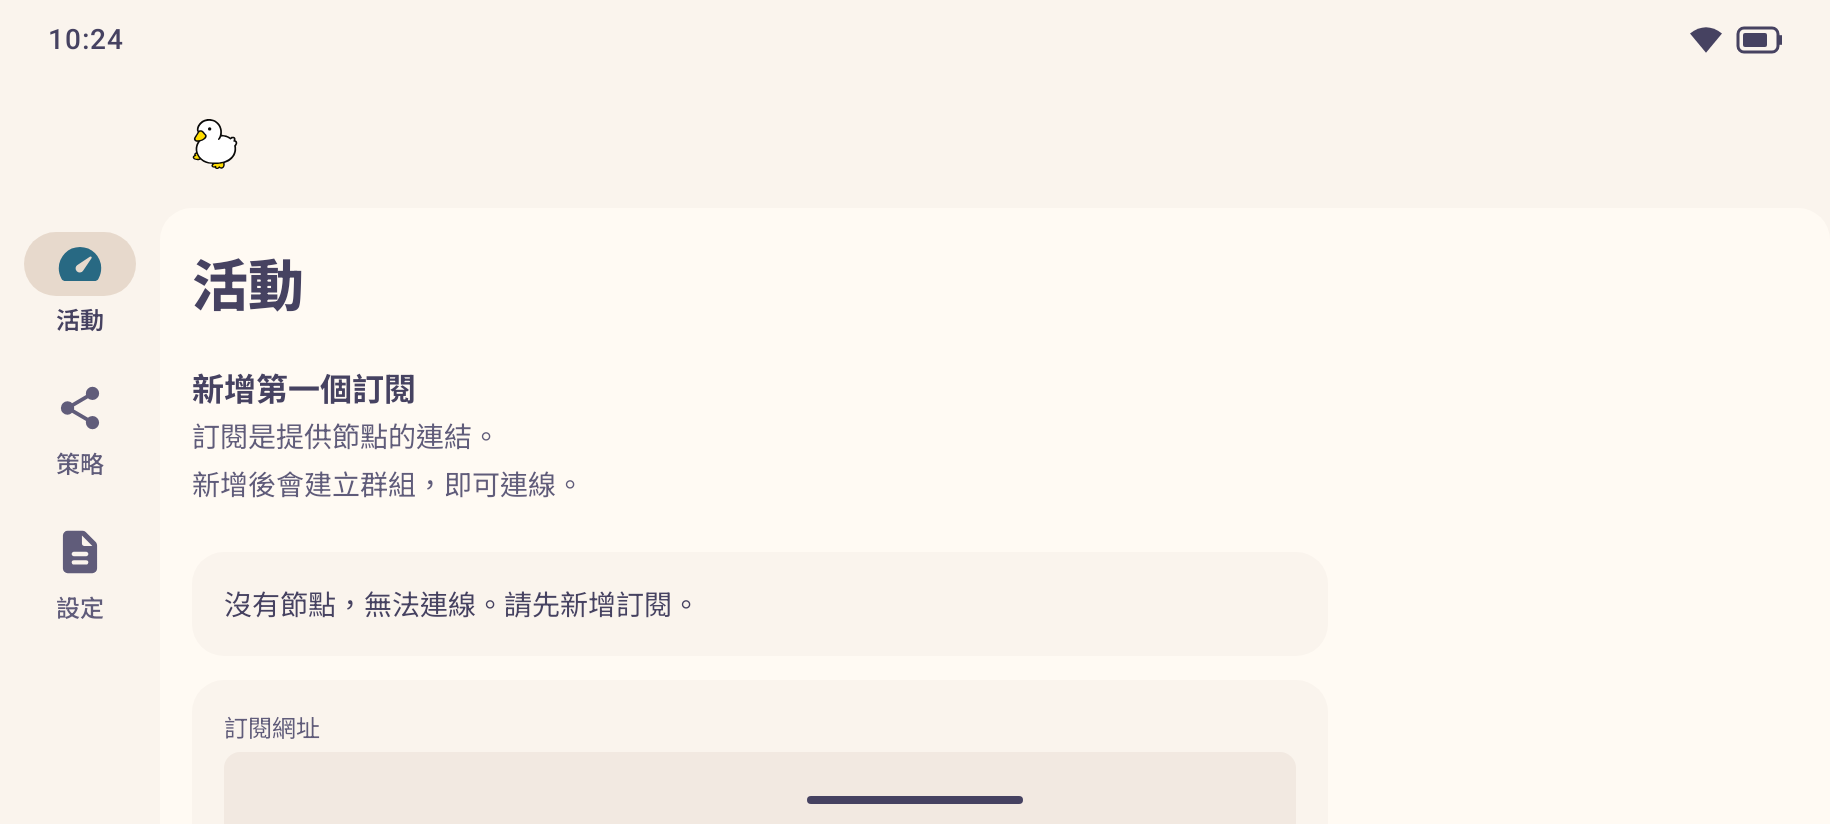 10:24
活動
策略
設定
活動
新增第一個訂閱
訂閱是提供節點的連結。
新增後會建立群組，即可連線。
沒有節點，無法連線。請先新增訂閱。
訂閱網址